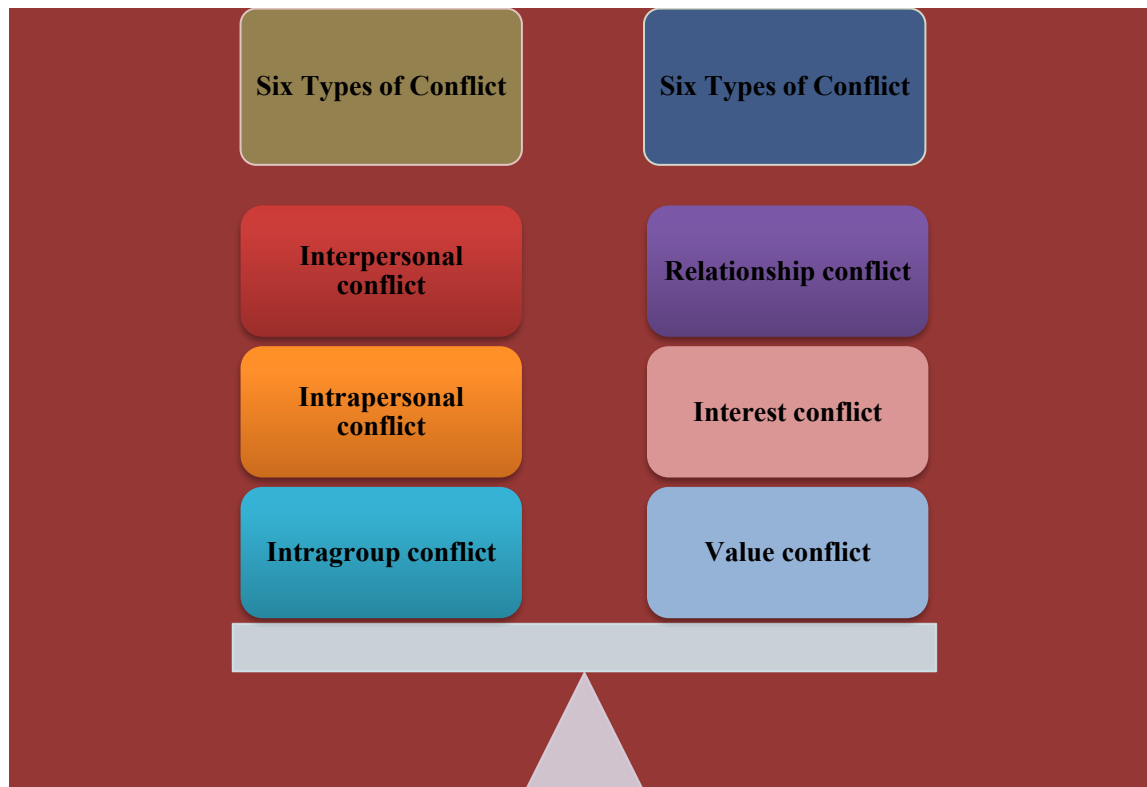 Six Types of Conflict
Six Types of Conflict
Interpersonal
conflict
Relationship conflict
Intrapersonal
conflict
Interest conflict
Intragroup conflict
Value conflict